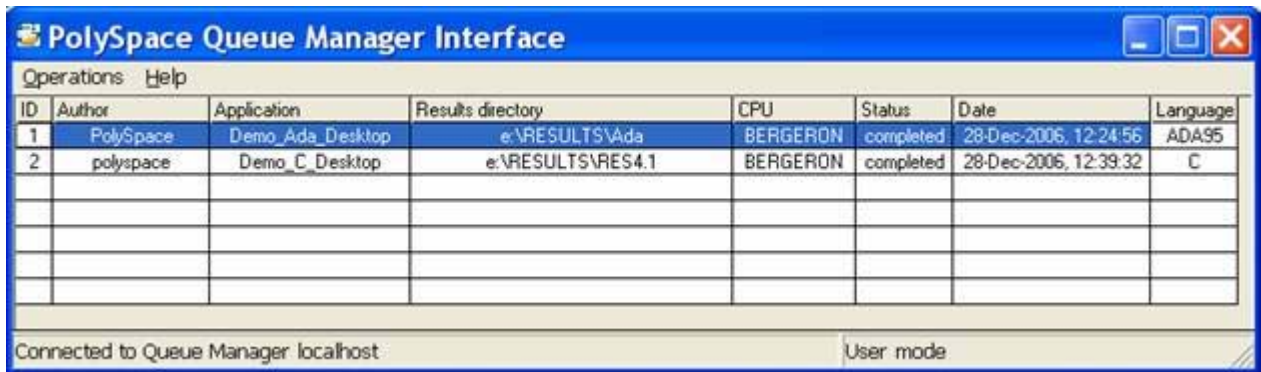 PolySpace Queue Manager Interface
Operations Help
ID Author Application Results directory CPU Status Date Language
1 PolySpace Demo_Ada_Desktop e:\RESULTS\Ada BERGERON completed 28-Dec-2006, 12:24:56 ADA95
2 polyspace Demo_C_Desktop e:\RESULTS\RES4.1 BERGERON completed 28-Dec-2006, 12:39:32 C
Connected to Queue Manager localhost User mode